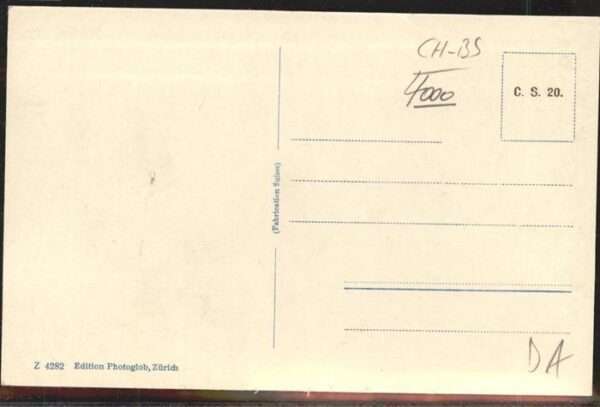 CH-BS
4000
C. S. 20.
(Fabrication Suisse)
Z 4282 Edition Photoglob, Zürich
DA